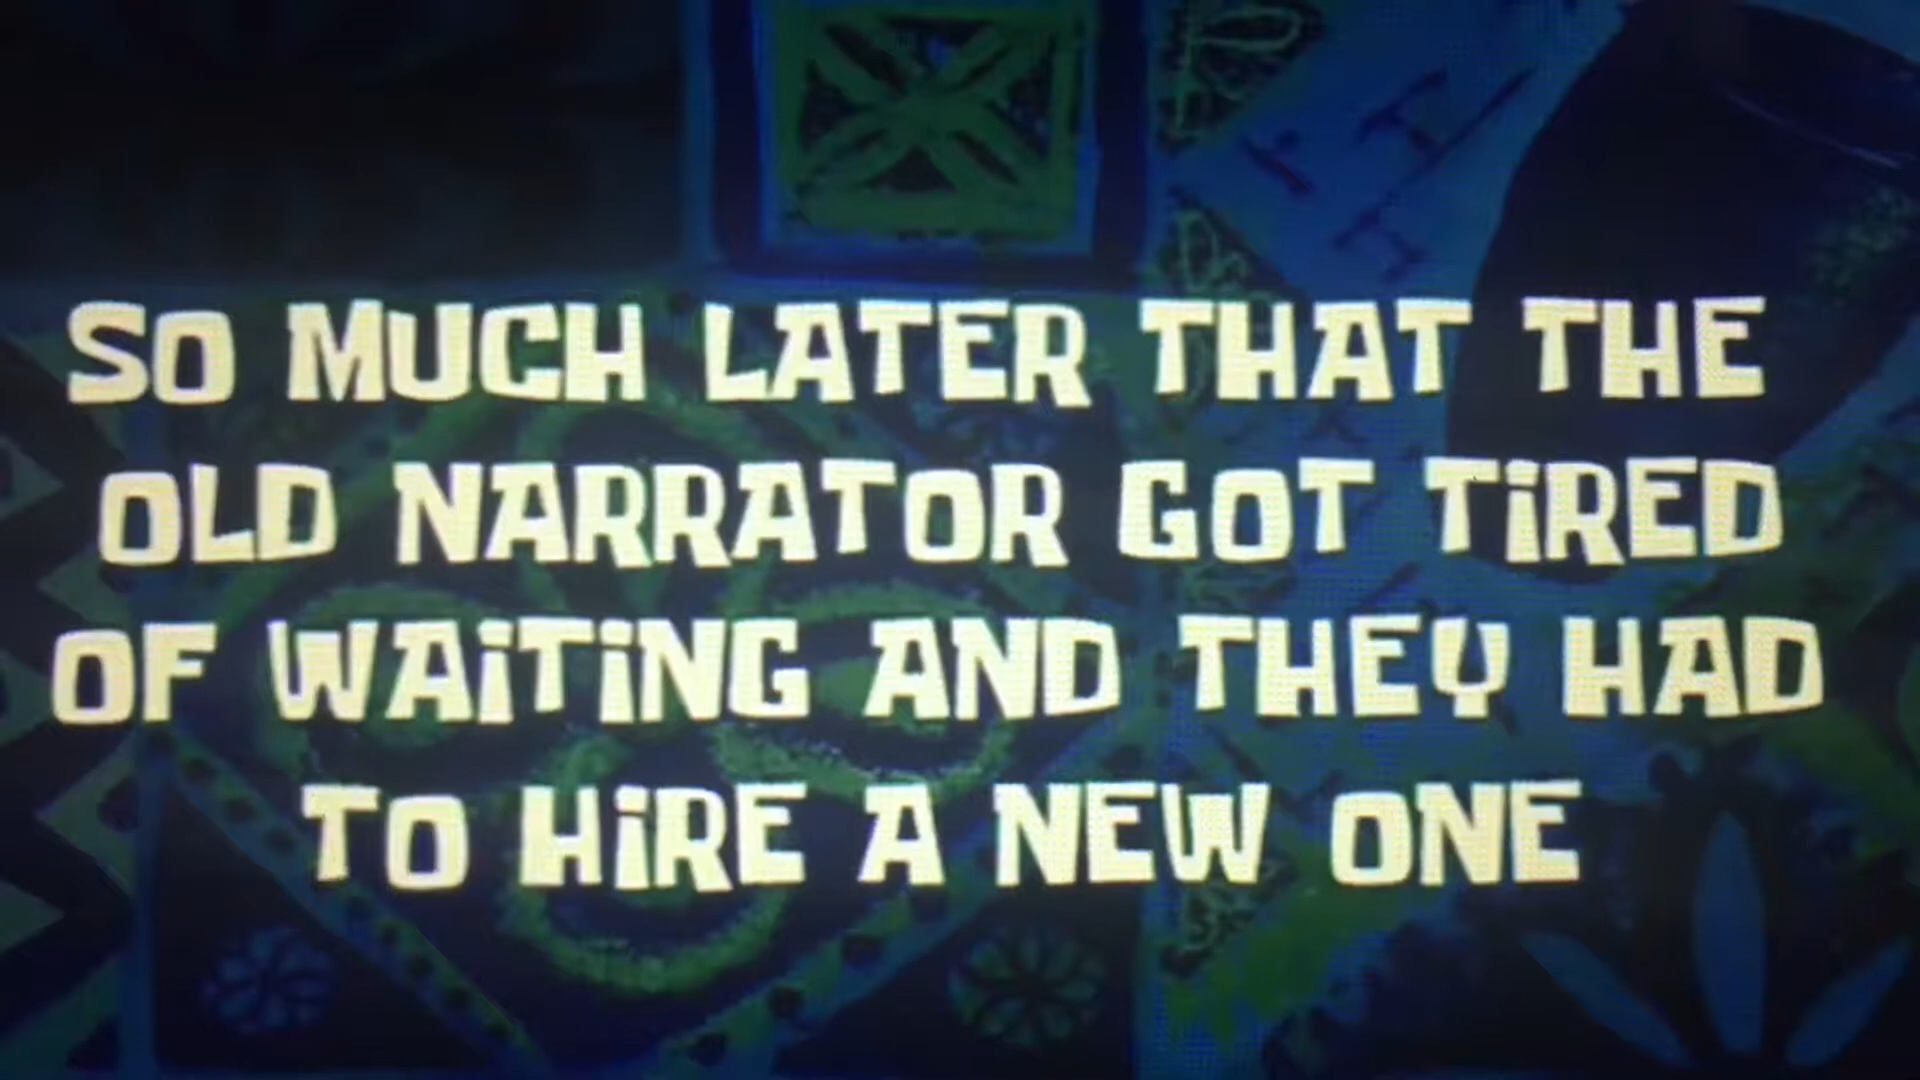 SO MUCH LATER THAT THE
OLD NARRATOR GOT TiRED
OF WAiTiNG AND THEY HAD
TO HiRE A NEW ONE